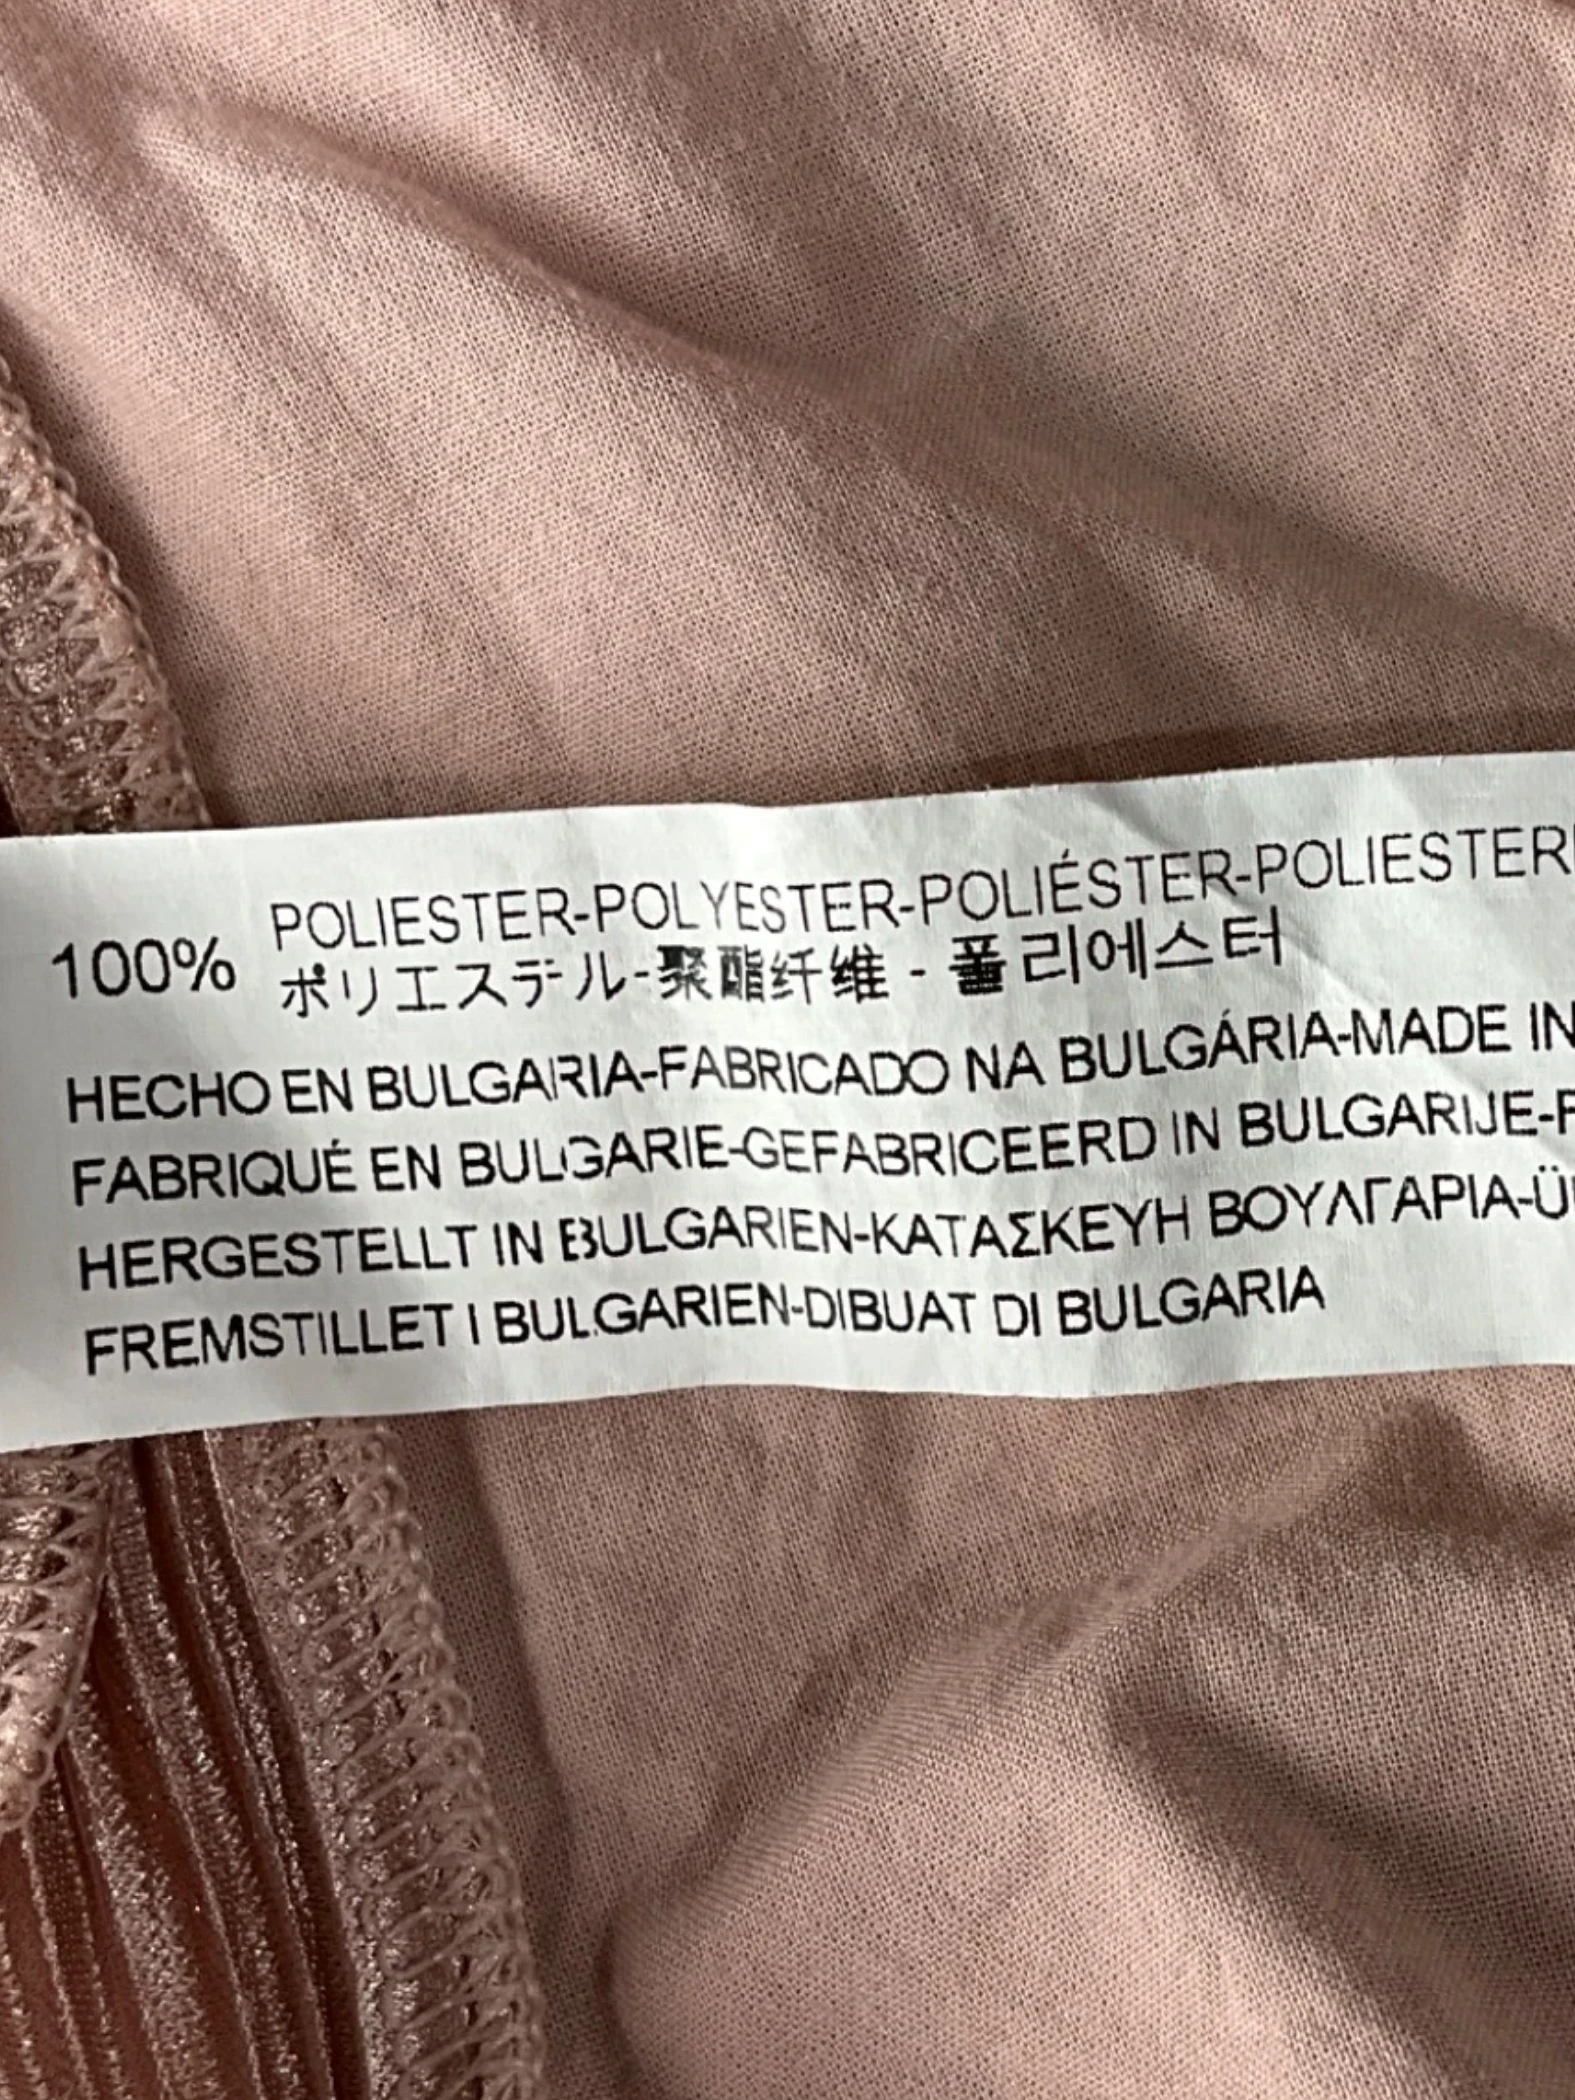 100% POLIESTER-POLYESTER-POLIÉSTER-POLIESTER
ポリエステル-聚酯纤维 - 폴리에스터
HECHO EN BULGARIA-FABRICADO NA BULGÁRIA-MADE IN
FABRIQUÉ EN BULGARIE-GEFABRICEERD IN BULGARIJE-
HERGESTELLT IN BULGARIEN-ΚΑΤΑΣΚΕΥΗ ΒΟΥΛΓΑΡΙΑ-
FREMSTILLET I BULGARIEN-DIBUAT DI BULGARIA